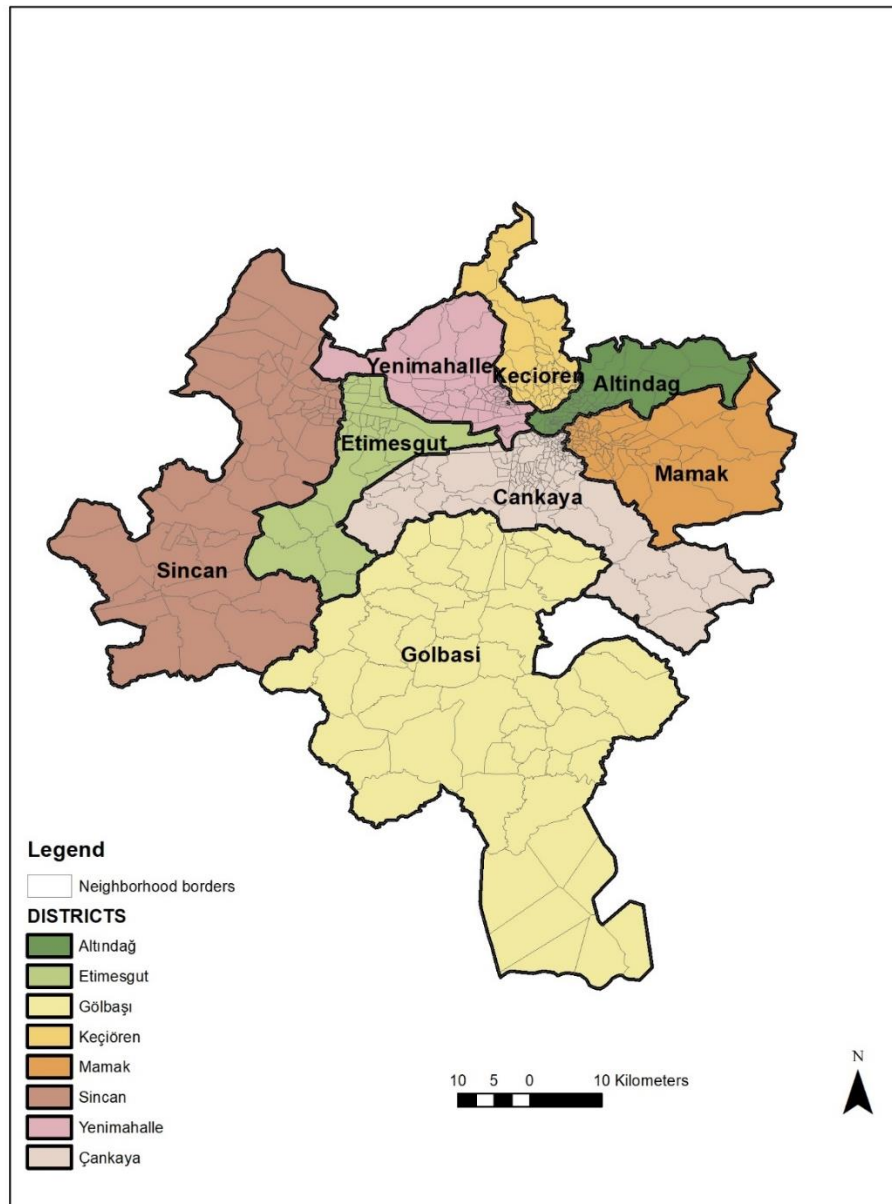 Yenimahalle
Kecioren
Altindag
Etimesgut
Mamak
Cankaya
Sincan
Golbasi
Legend
Neighborhood borders
DISTRICTS
Altındağ
Etimesgut
Gölbaşı
Keçiören
Mamak
Sincan
Yenimahalle
Çankaya
10 5 0 10 Kilometers
N